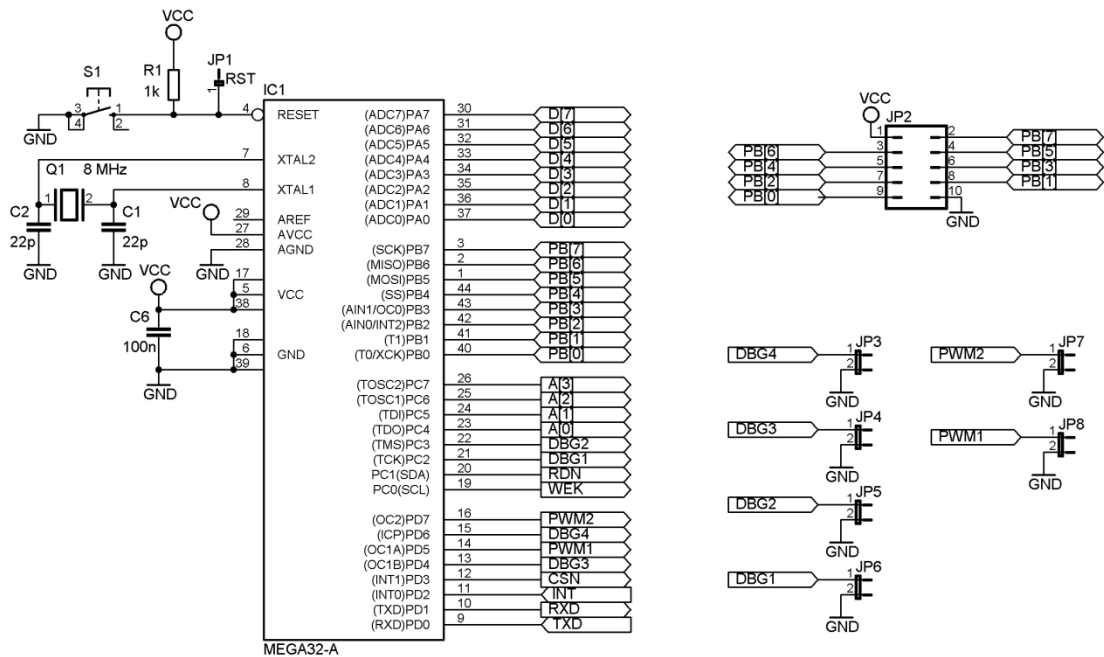 VCC
S1
R1
1k
JP1
RST
1
3
4
1
2
GND
IC1
4
RESET
7
XTAL2
Q1
8 MHz
1
2
8
XTAL1
C2
22p
C1
22p
GND
GND
VCC
29
AREF
27
AVCC
28
AGND
GND
VCC
17
5
VCC
38
C6
100n
18
6
GND
39
GND
(ADC7)PA7 30 D[7]
(ADC6)PA6 31 D[6]
(ADC5)PA5 32 D[5]
(ADC4)PA4 33 D[4]
(ADC3)PA3 34 D[3]
(ADC2)PA2 35 D[2]
(ADC1)PA1 36 D[1]
(ADC0)PA0 37 D[0]
(SCK)PB7 3 PB[7]
(MISO)PB6 2 PB[6]
(MOSI)PB5 1 PB[5]
(SS)PB4 44 PB[4]
(AIN1/OC0)PB3 43 PB[3]
(AIN0/INT2)PB2 42 PB[2]
(T1)PB1 41 PB[1]
(T0/XCK)PB0 40 PB[0]
(TOSC2)PC7 26 A[3]
(TOSC1)PC6 25 A[2]
(TDI)PC5 24 A[1]
(TDO)PC4 23 A[0]
(TMS)PC3 22 DBG2
(TCK)PC2 21 DBG1
PC1(SDA) 20 RDN
PC0(SCL) 19 WEK
(OC2)PD7 16 PWM2
(ICP)PD6 15 DBG4
(OC1A)PD5 14 PWM1
(OC1B)PD4 13 DBG3
(INT1)PD3 12 CSN
(INT0)PD2 11 INT
(TXD)PD1 10 RXD
(RXD)PD0 9 TXD
MEGA32-A
VCC
JP2
1 2 PB[7]
PB[6] 3 4 PB[5]
PB[4] 5 6 PB[3]
PB[2] 7 8 PB[1]
PB[0] 9 10
GND
DBG4 1 JP3
2
GND
PWM2 1 JP7
2
GND
DBG3 1 JP4
2
GND
PWM1 1 JP8
2
GND
DBG2 1 JP5
2
GND
DBG1 1 JP6
2
GND